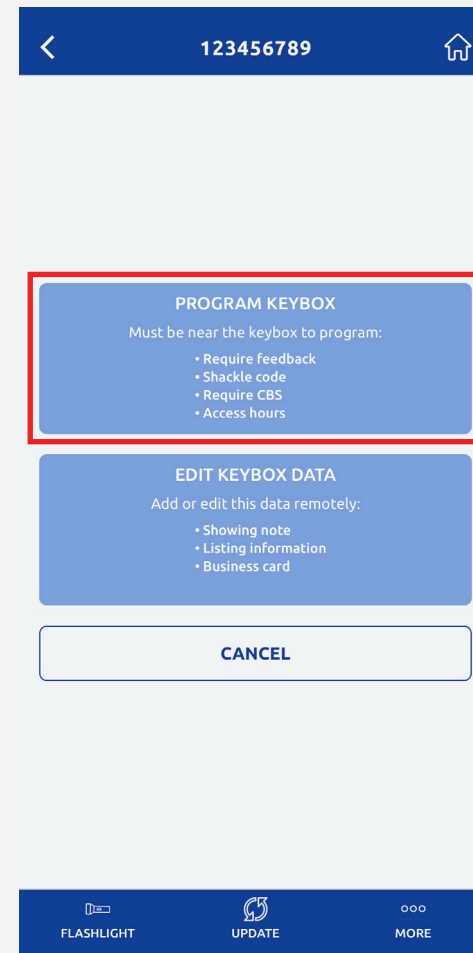 123456789
PROGRAM KEYBOX
Must be near the keybox to program:
• Require feedback
• Shackle code
• Require CBS
• Access hours
EDIT KEYBOX DATA
Add or edit this data remotely:
• Showing note
• Listing information
• Business card
CANCEL
FLASHLIGHT UPDATE MORE